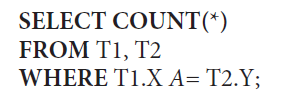 SELECT COUNT(*)
FROM T1, T2
WHERE T1.X A= T2.Y;